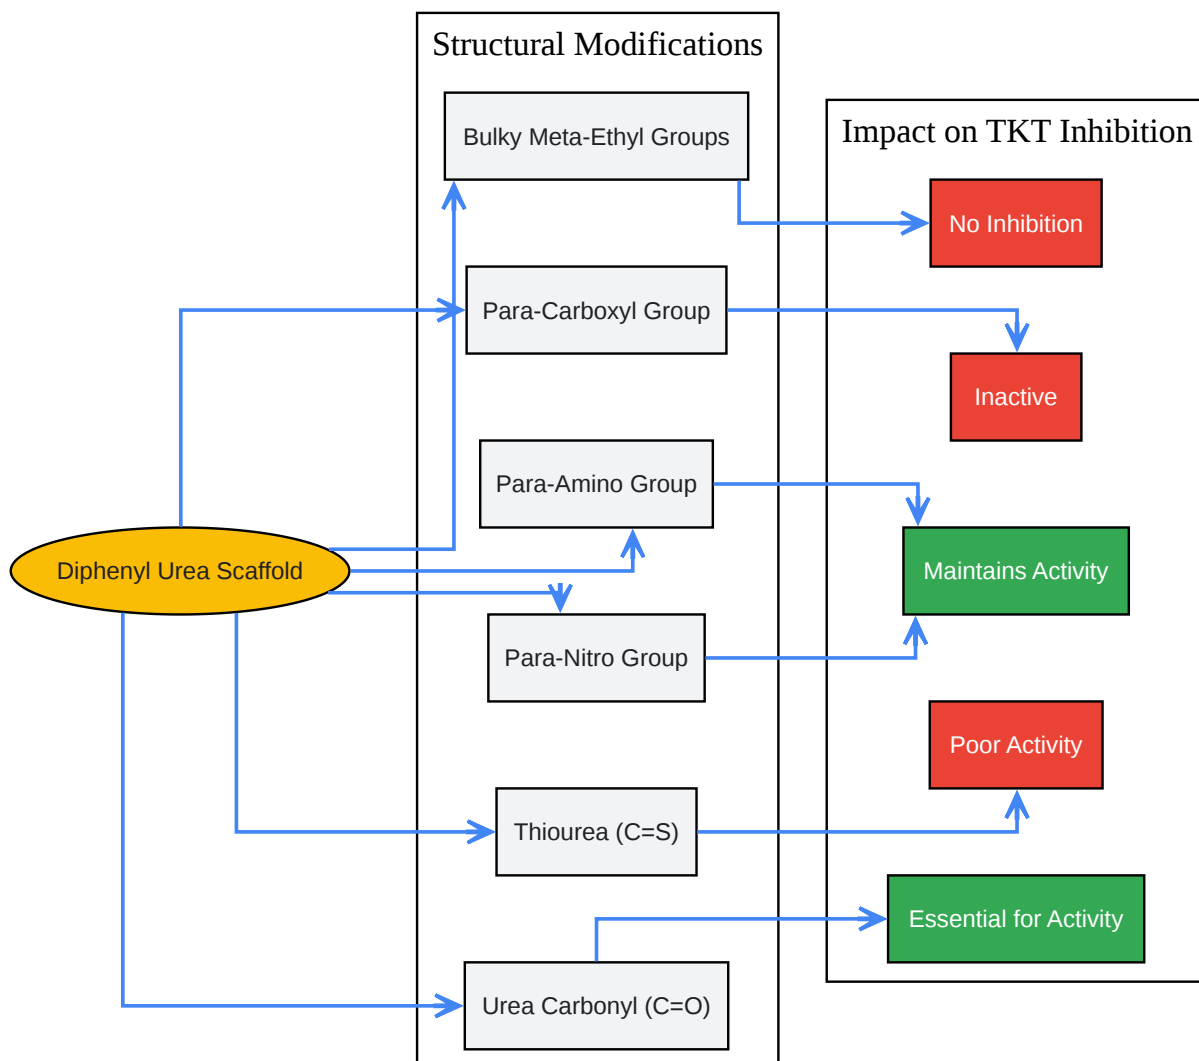 Structural Modifications
Impact on TKT Inhibition
Bulky Meta-Ethyl Groups
No Inhibition
Para-Carboxyl Group
Inactive
Para-Amino Group
Diphenyl Urea Scaffold
Maintains Activity
Para-Nitro Group
Poor Activity
Thiourea (C=S)
Essential for Activity
Urea Carbonyl (C=O)